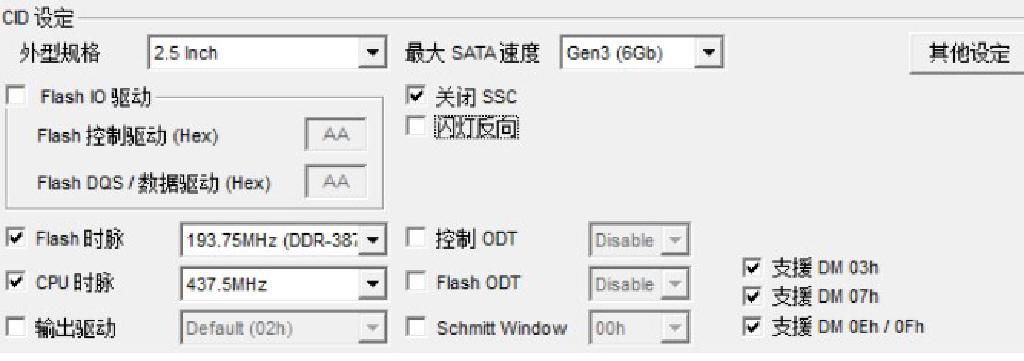 CID 设定
外型规格 2.5 Inch 最大 SATA 速度 Gen3 (6Gb) 其他设定
Flash IO 驱动 关闭 SSC
闪灯反向
Flash 控制驱动 (Hex) AA
Flash DQS / 数据驱动 (Hex) AA
Flash 时脉 193.75MHz (DDR-387 控制 ODT Disable
支援 DM 03h
CPU 时脉 437.5MHz Flash ODT Disable
支援 DM 07h
输出驱动 Default (02h) Schmitt Window 00h 支援 DM 0Eh / 0Fh